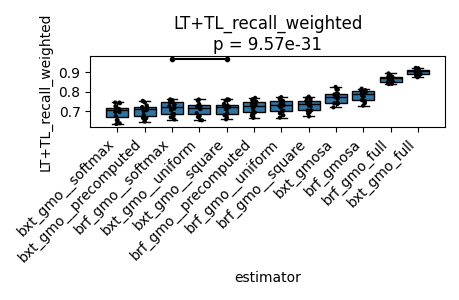 LT+TL_recall_weighted
p = 9.57e-31
LT+TL_recall_weighted
0.9
0.8
0.7
bxt_gmo__softmax
bxt_gmo__precomputed
brf_gmo__softmax
bxt_gmo__uniform
bxt_gmo__square
brf_gmo__precomputed
brf_gmo__uniform
brf_gmo__square
bxt_gmosa
brf_gmosa
brf_gmo_full
bxt_gmo_full
estimator